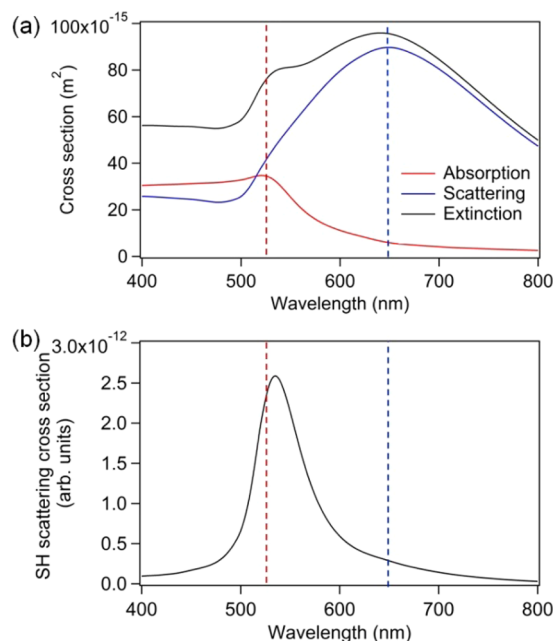 (a)
100x10-15
80
60
40
20
0
Cross section (m2)
Absorption
Scattering
Extinction
400 500 600 700 800
Wavelength (nm)
(b)
3.0x10-12
2.5
2.0
1.5
1.0
0.5
0.0
SH scattering cross section
(arb. units)
400 500 600 700 800
Wavelength (nm)